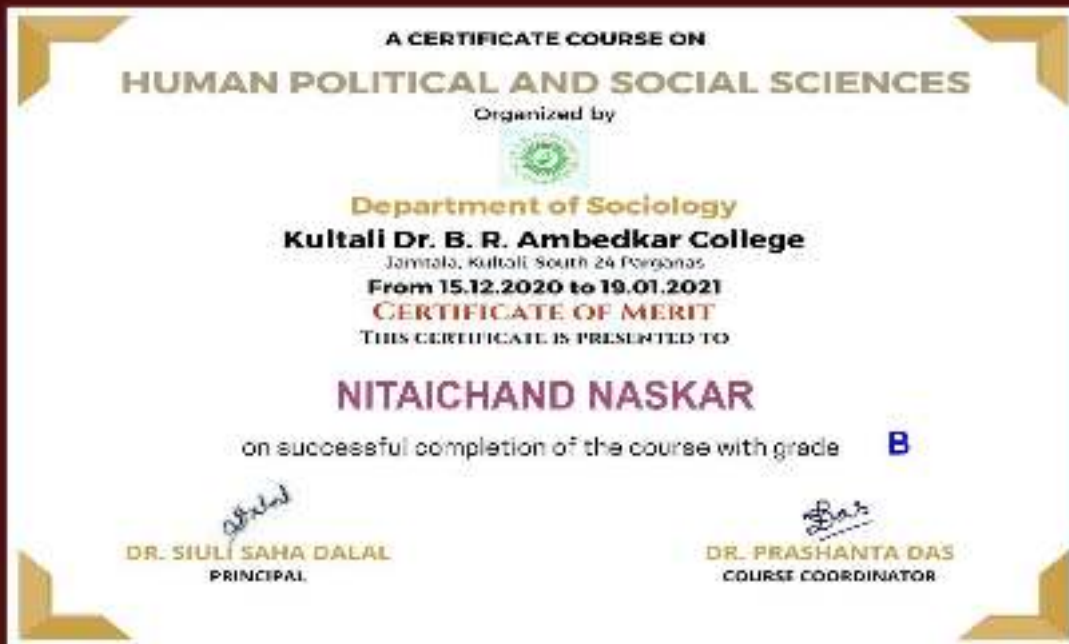 A CERTIFICATE COURSE ON
HUMAN POLITICAL AND SOCIAL SCIENCES
Organized by
Department of Sociology
Kultali Dr. B. R. Ambedkar College
Jamtala, Kultali, South 24 Parganas
From 15.12.2020 to 19.01.2021
CERTIFICATE OF MERIT
THIS CERTIFICATE IS PRESENTED TO
NITAICHAND NASKAR
on successful completion of the course with grade B
Das
DR. SIULI SAHA DALAL
DR. PRASHANTA DAS
PRINCIPAL
COURSE COORDINATOR